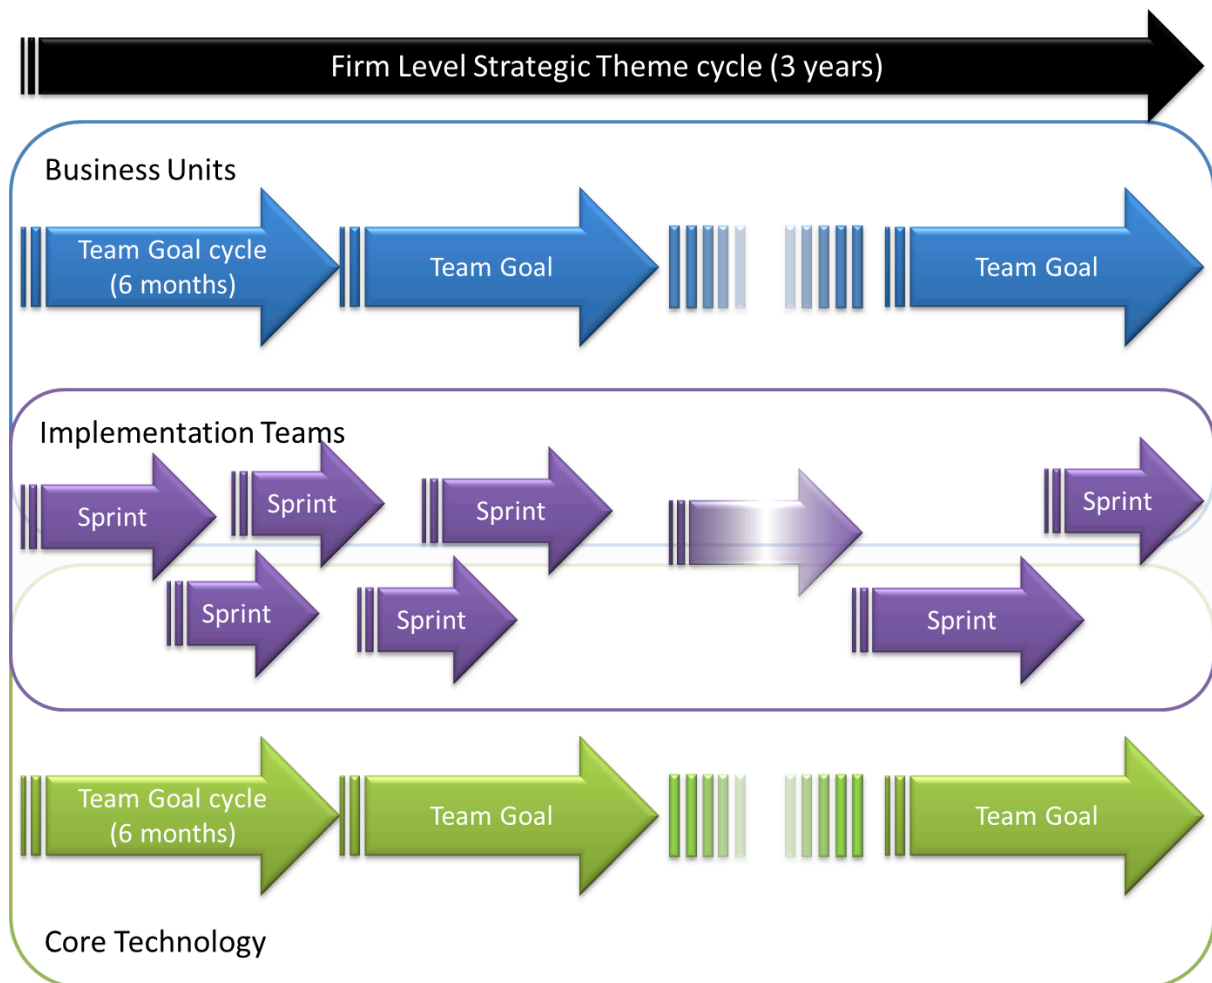 Firm Level Strategic Theme cycle (3 years)
Business Units
Team Goal cycle
(6 months)
Team Goal
Team Goal
Implementation Teams
Sprint
Sprint
Sprint
Sprint
Sprint
Sprint
Sprint
Team Goal cycle
(6 months)
Team Goal
Team Goal
Core Technology